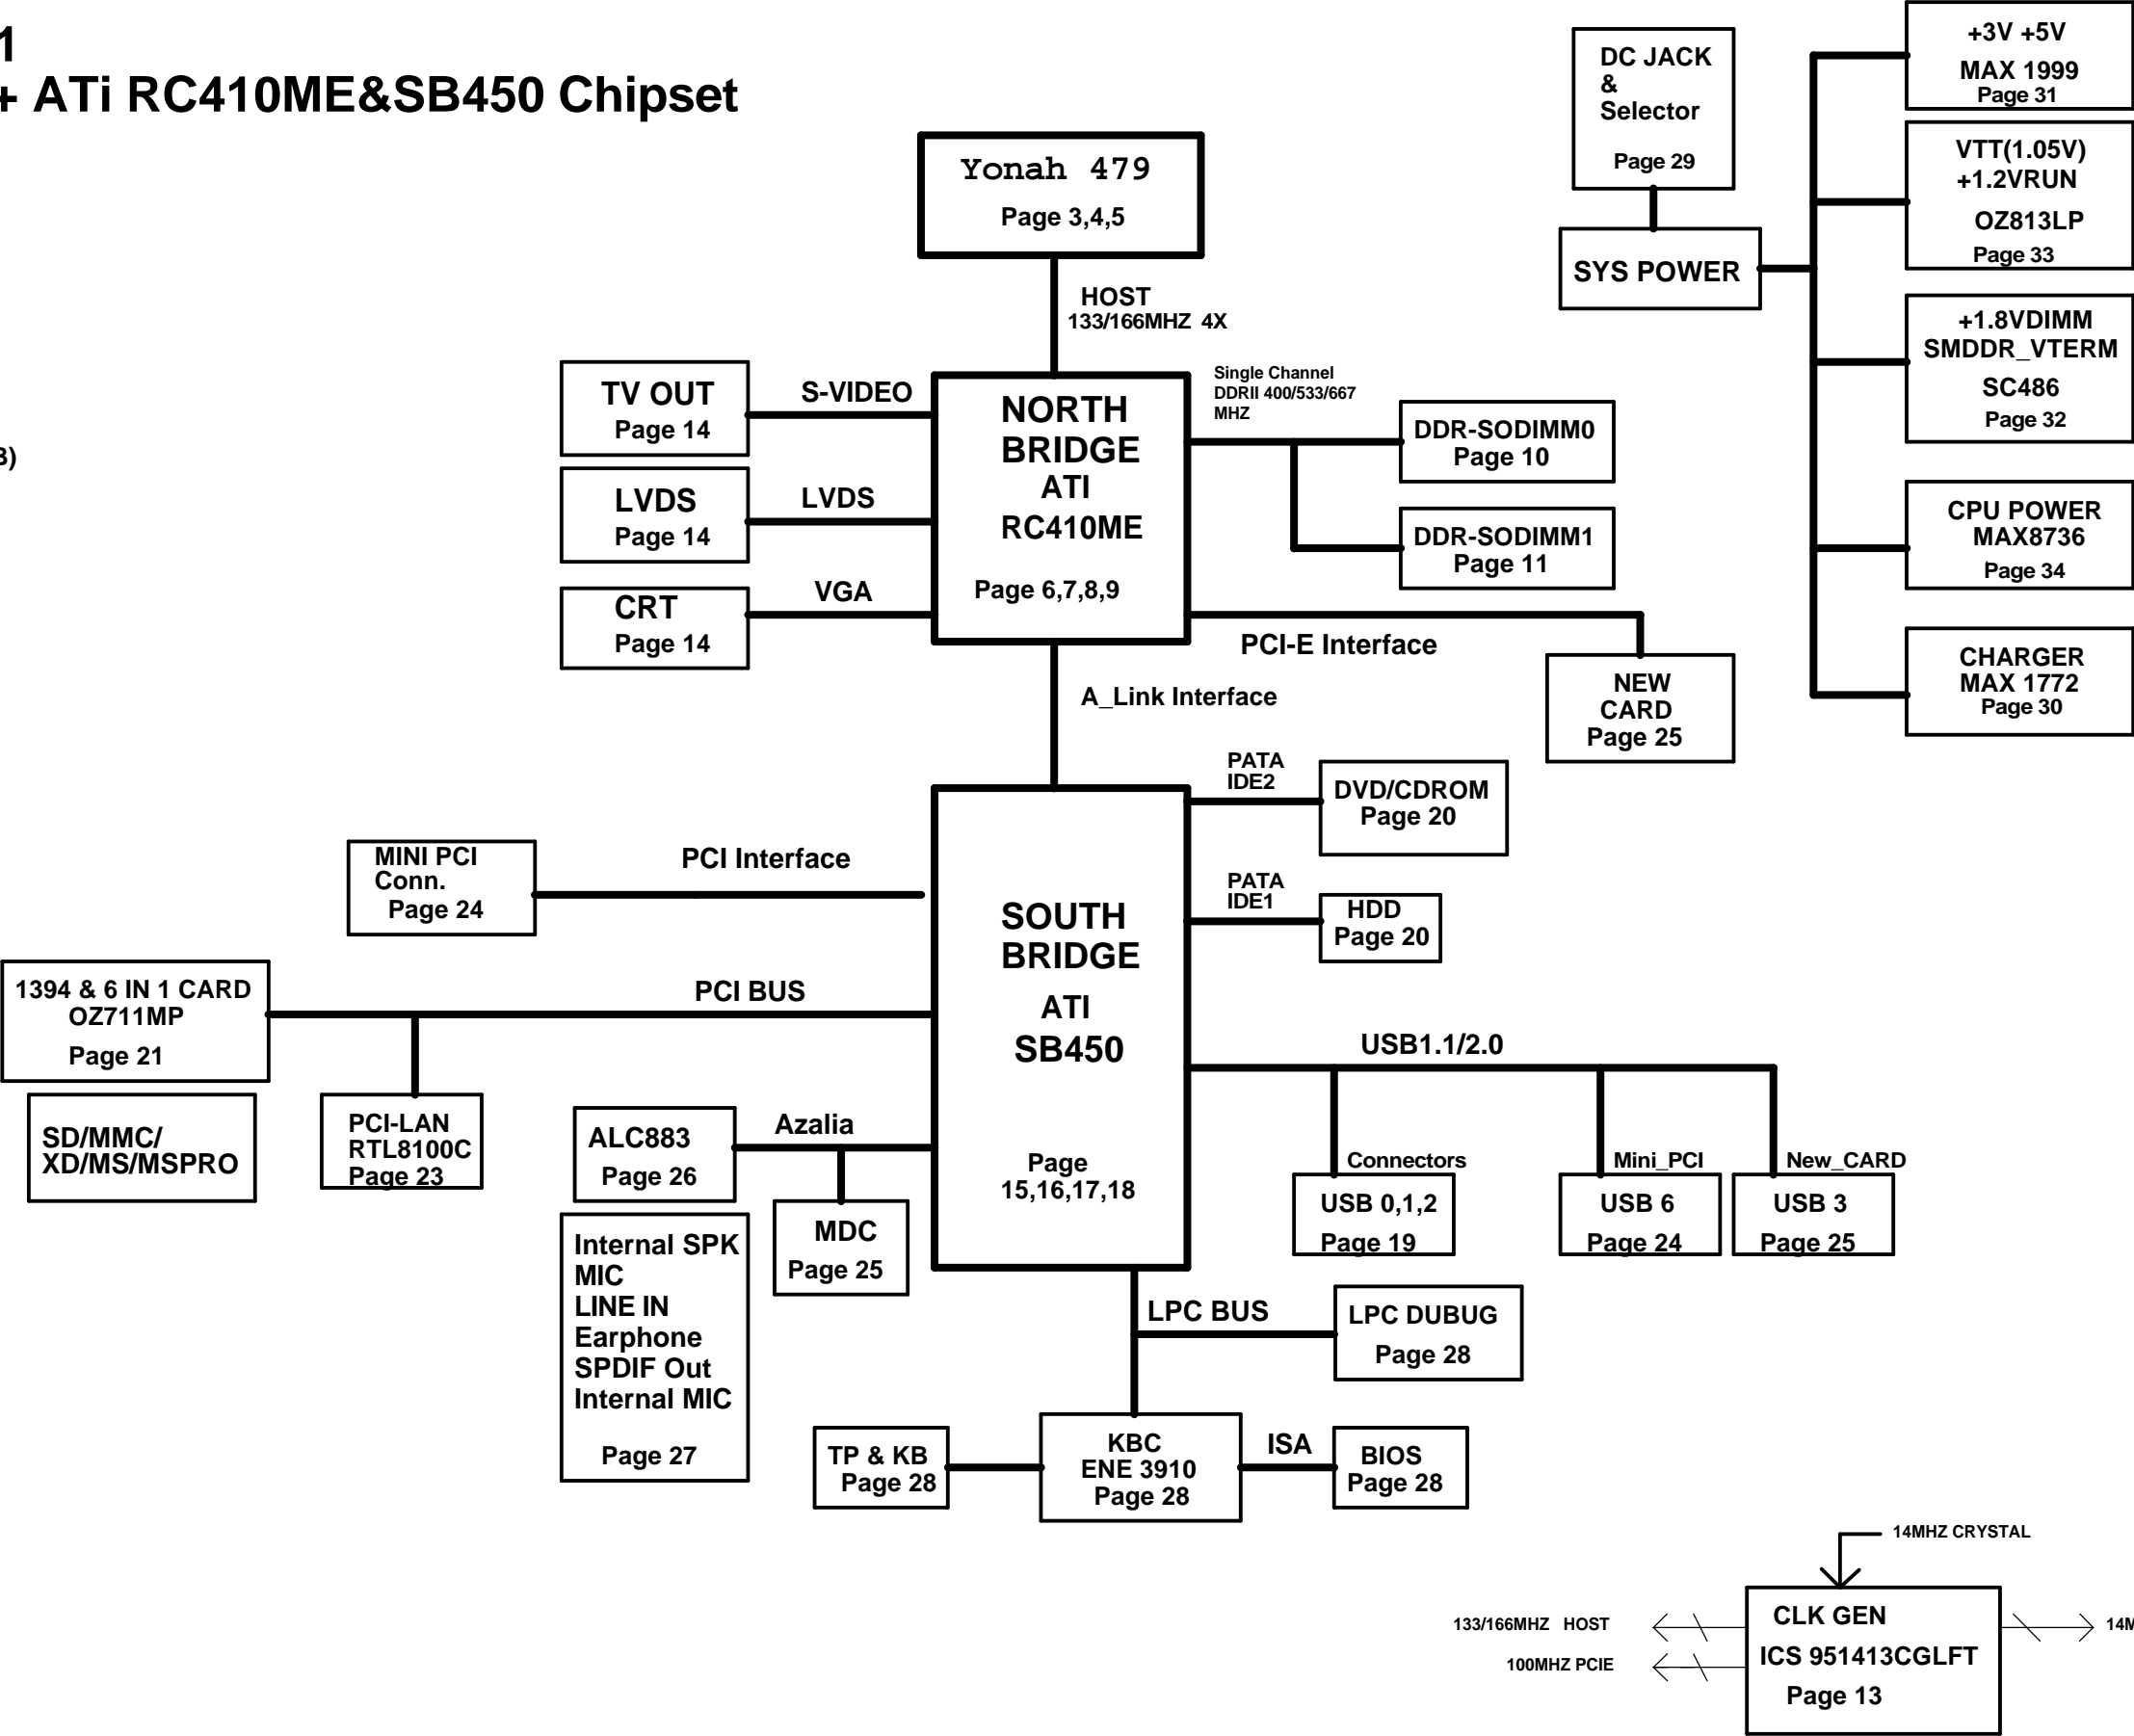 1
+ ATi RC410ME&SB450 Chipset
DC JACK
&
Selector
Page 29
SYS POWER
+3V +5V
MAX 1999
Page 31
VTT(1.05V)
+1.2VRUN
OZ813LP
Page 33
+1.8VDIMM
SMDDR_VTERM
SC486
Page 32
CPU POWER
MAX8736
Page 34
CHARGER
MAX 1772
Page 30
Yonah 479
Page 3,4,5
HOST
133/166MHZ 4X
TV OUT
Page 14
S-VIDEO
LVDS
Page 14
LVDS
CRT
Page 14
VGA
NORTH
BRIDGE
ATI
RC410ME
Page 6,7,8,9
Single Channel
DDRII 400/533/667
MHZ
DDR-SODIMM0
Page 10
DDR-SODIMM1
Page 11
PCI-E Interface
NEW
CARD
Page 25
A_Link Interface
PATA
IDE2
DVD/CDROM
Page 20
PATA
IDE1
HDD
Page 20
MINI PCI
Conn.
Page 24
PCI Interface
SOUTH
BRIDGE
ATI
SB450
Page
15,16,17,18
1394 & 6 IN 1 CARD
OZ711MP
Page 21
PCI BUS
SD/MMC/
XD/MS/MSPRO
PCI-LAN
RTL8100C
Page 23
ALC883
Page 26
Azalia
MDC
Page 25
Internal SPK
MIC
LINE IN
Earphone
SPDIF Out
Internal MIC
Page 27
USB1.1/2.0
Connectors
USB 0,1,2
Page 19
Mini_PCI
USB 6
Page 24
New_CARD
USB 3
Page 25
LPC BUS
LPC DUBUG
Page 28
TP & KB
Page 28
KBC
ENE 3910
Page 28
ISA
BIOS
Page 28
14MHZ CRYSTAL
133/166MHZ HOST
100MHZ PCIE
CLK GEN
ICS 951413CGLFT
Page 13